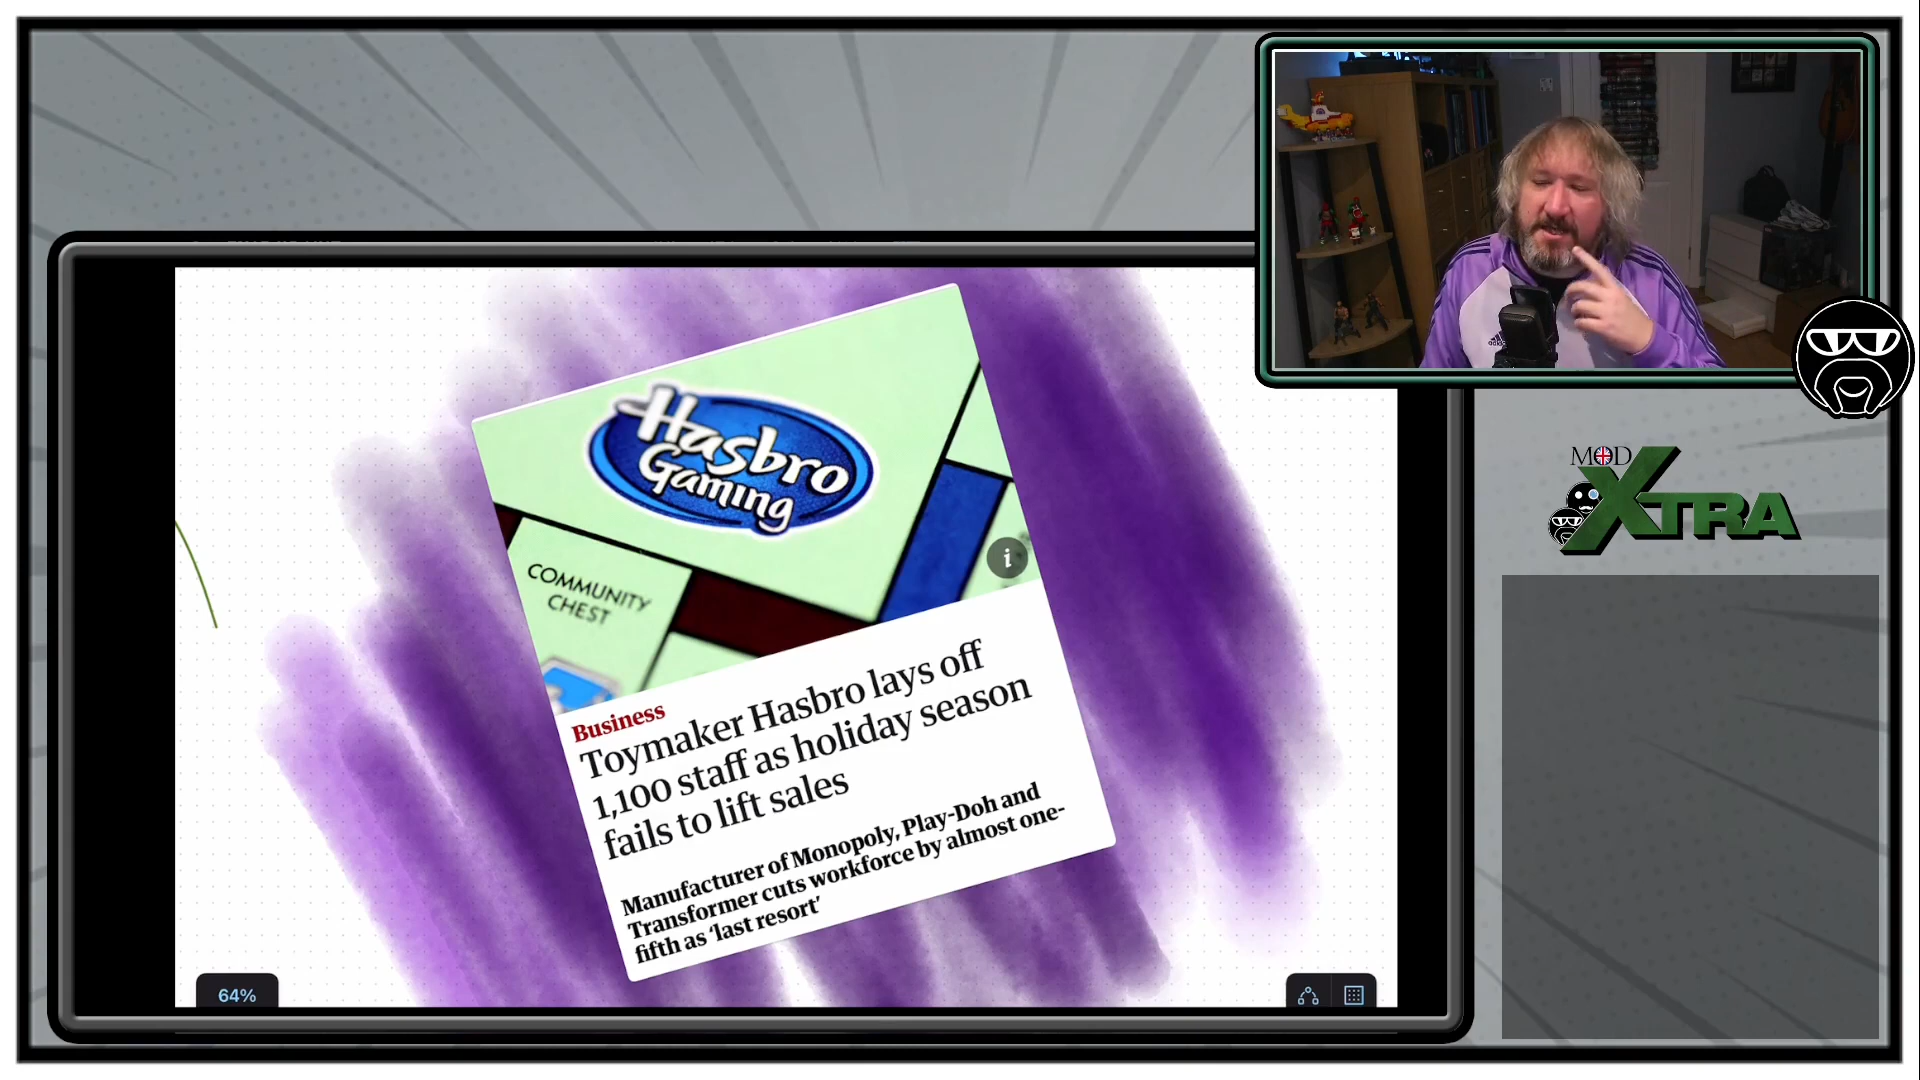 Hasbro
Gaming
COMMUNITY
CHEST
i
Business
Toymaker Hasbro lays off
1,100 staff as holiday season
fails to lift sales
Manufacturer of Monopoly, Play-Doh and
Transformer cuts workforce by almost one-
fifth as ‘last resort’
64%
adidas
MOD
XTRA